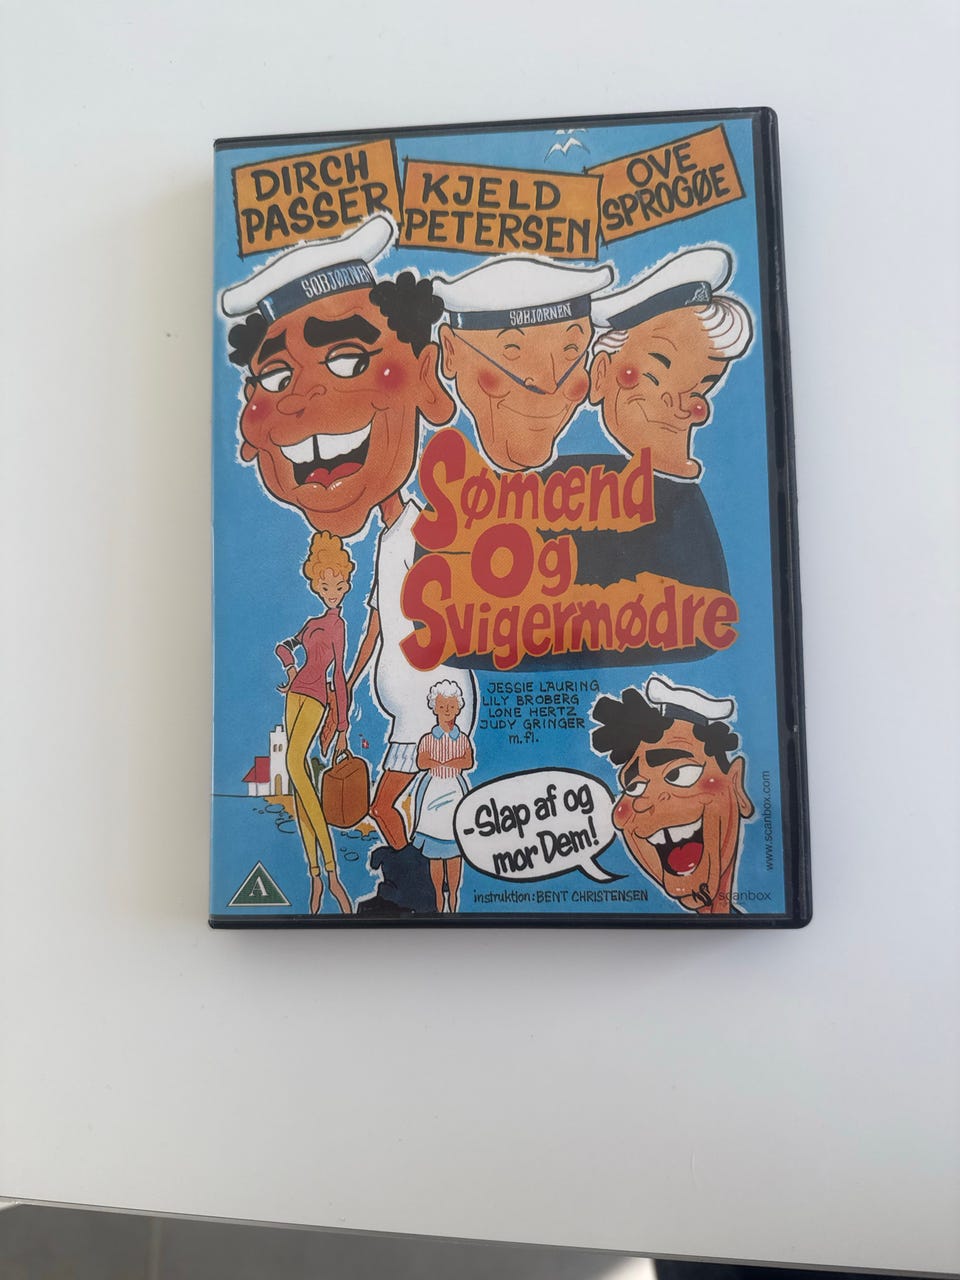 DIRCH
PASSER
KJELD
PETERSEN
OVE
SPROGØE
SØBJØRNEN
SØBJØRNEN
Sømænd
og
Svigermødre
JESSIE LAURING
LILY BROBERG
LONE HERTZ
JUDY GRINGER
m.fl.
-Slap af og
mor Dem!
instruktion: BENT CHRISTENSEN
A
scanbox
www.scanbox.com